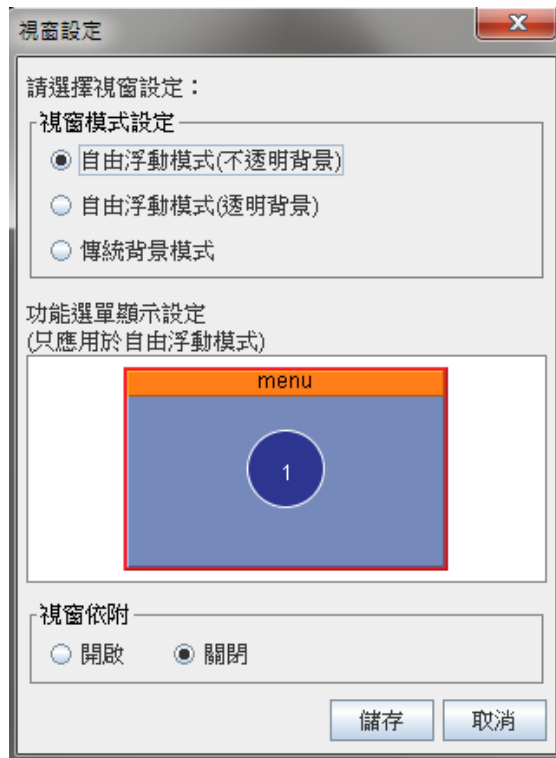 視窗設定
請選擇視窗設定：
視窗模式設定
自由浮動模式(不透明背景)
自由浮動模式(透明背景)
傳統背景模式
功能選單顯示設定
(只應用於自由浮動模式)
menu
1
視窗依附
開啟 關閉
儲存 取消